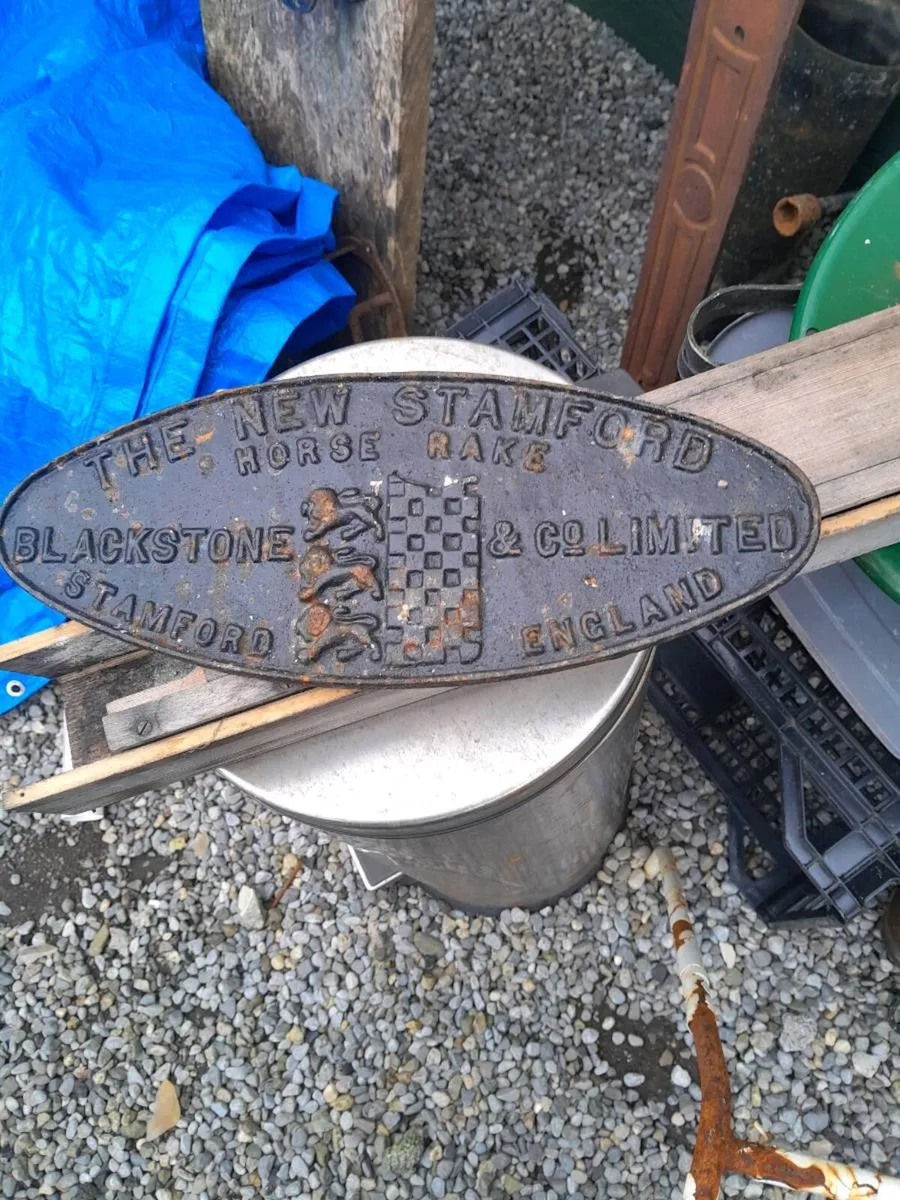 THE NEW STAMFORD
HORSE RAKE
BLACKSTONE & Co LIMITED
STAMFORD ENGLAND